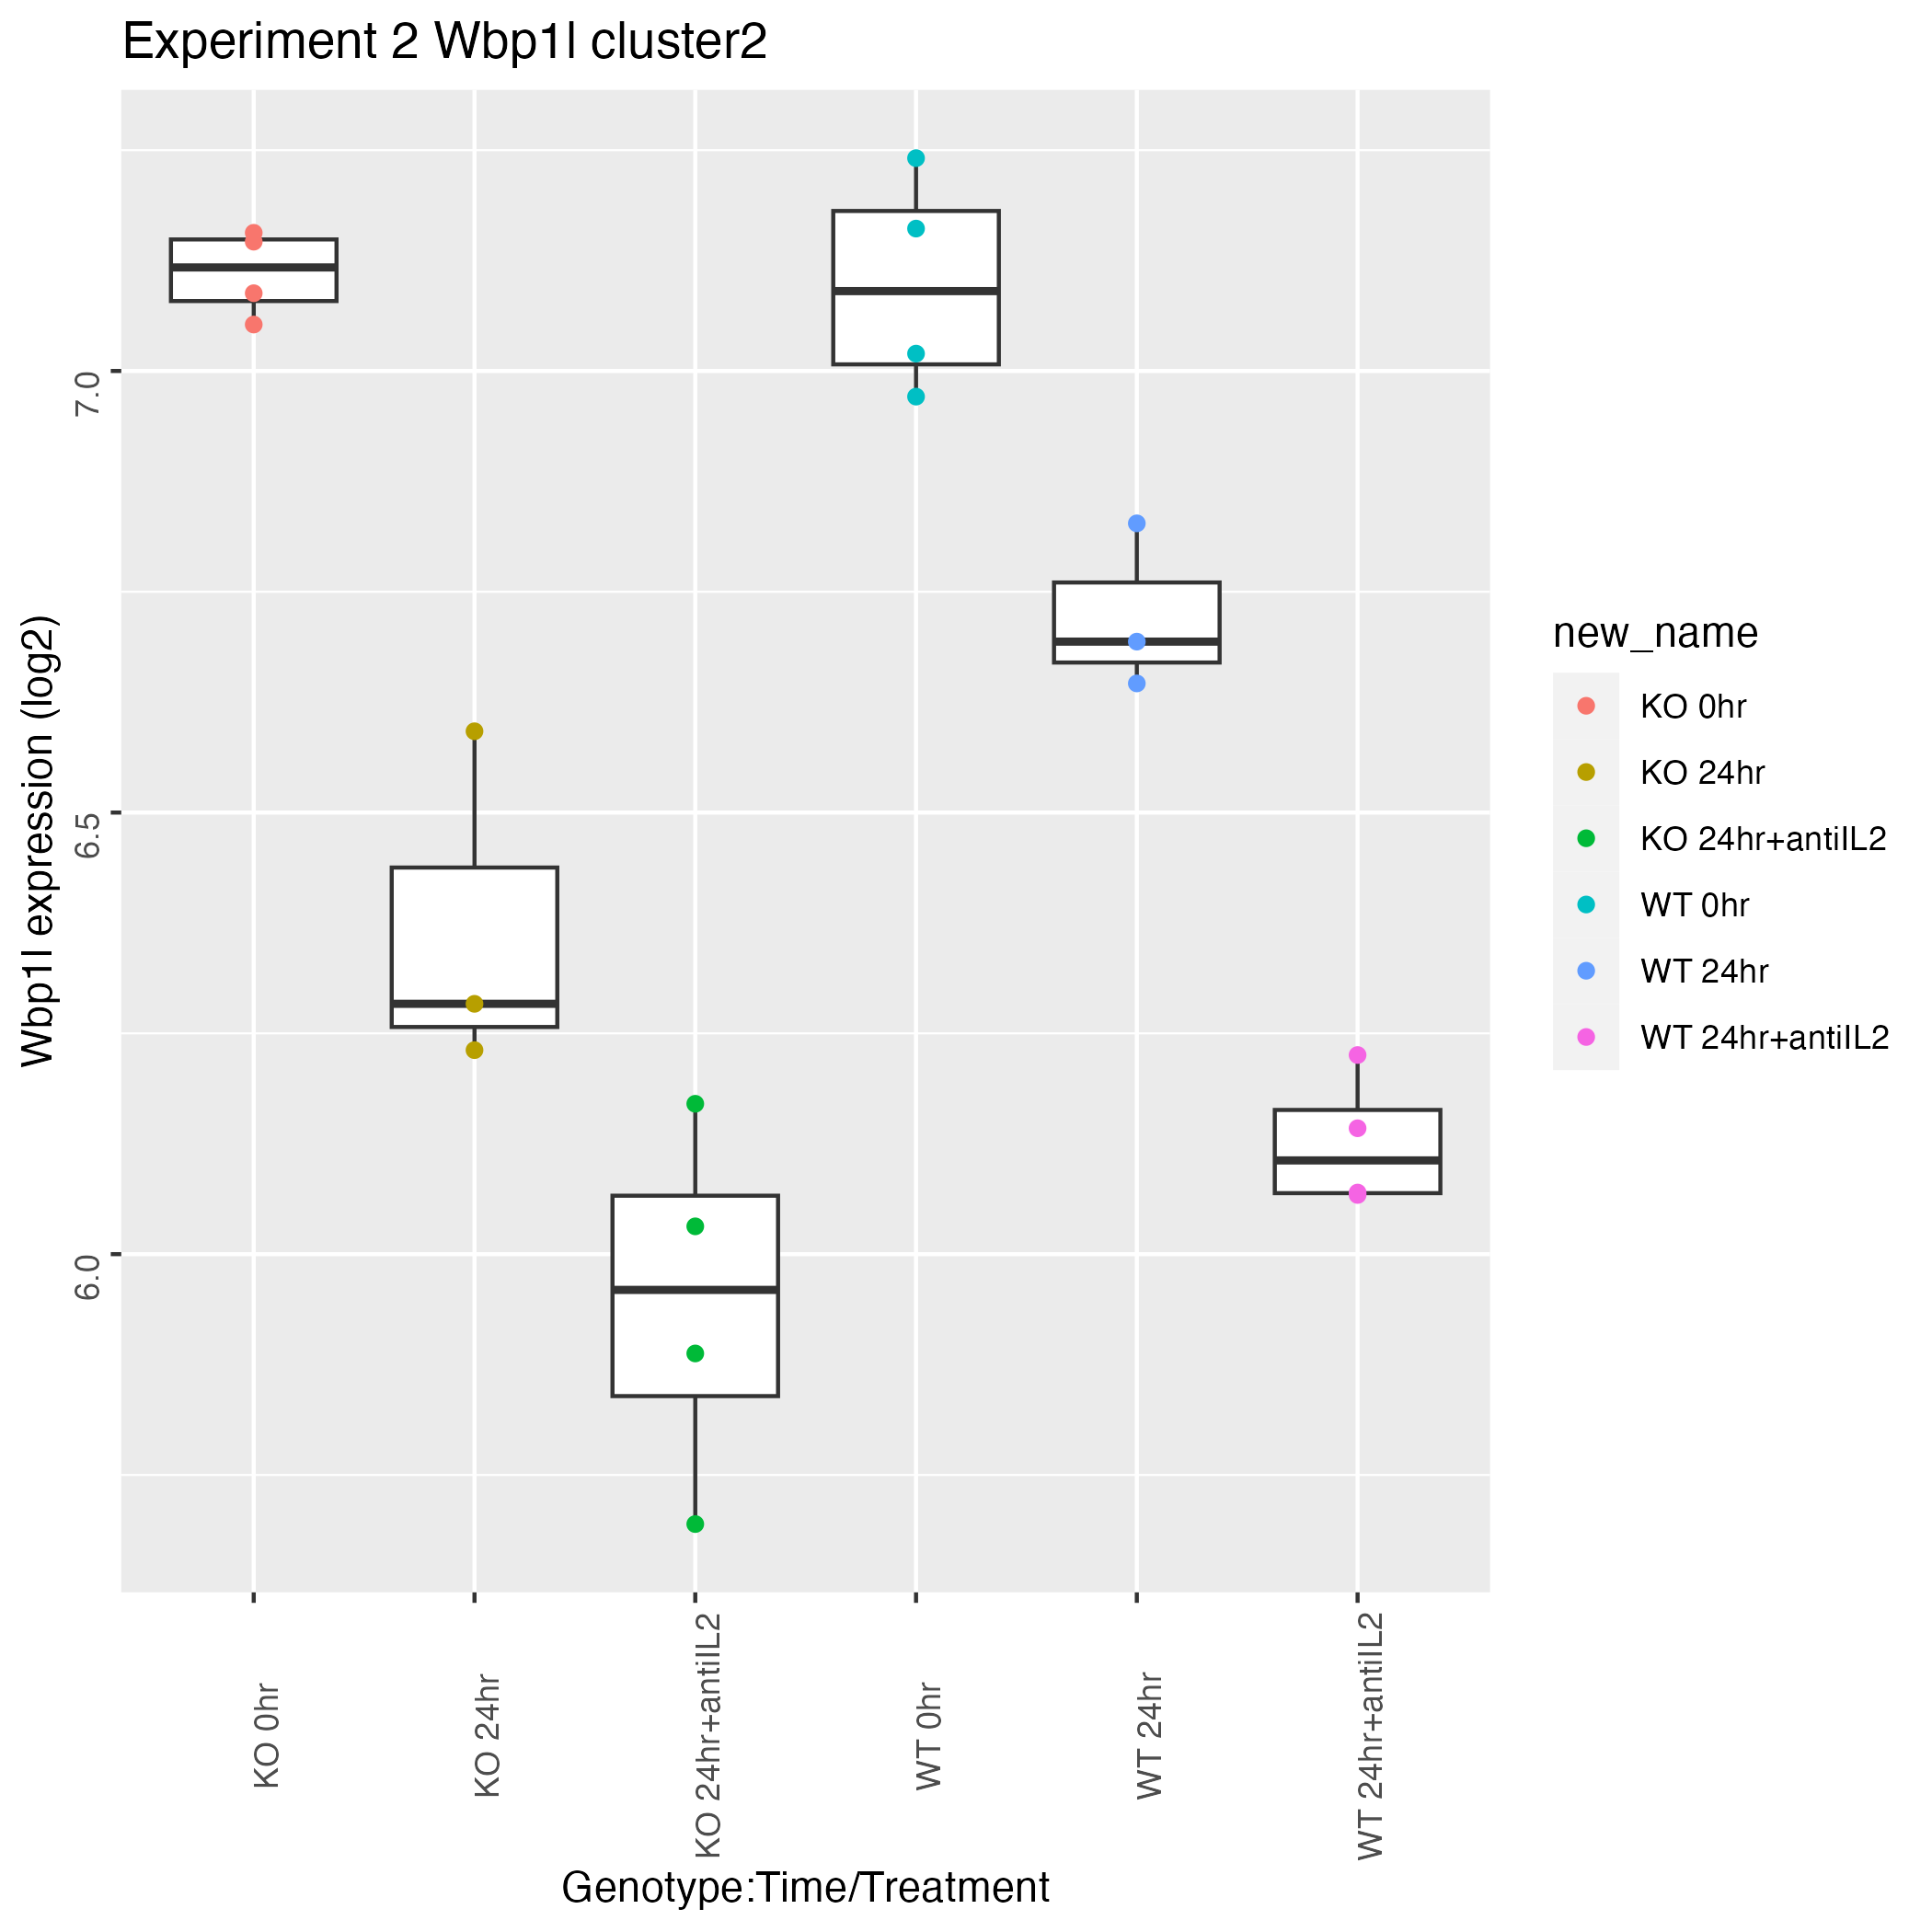 Experiment 2 Wbp1l cluster2
Wbp1l expression (log2)
7.0
6.5
6.0
KO 0hr
KO 24hr
KO 24hr+antiIL2
WT 0hr
WT 24hr
WT 24hr+antiIL2
Genotype:Time/Treatment
new_name
KO 0hr
KO 24hr
KO 24hr+antiIL2
WT 0hr
WT 24hr
WT 24hr+antiIL2